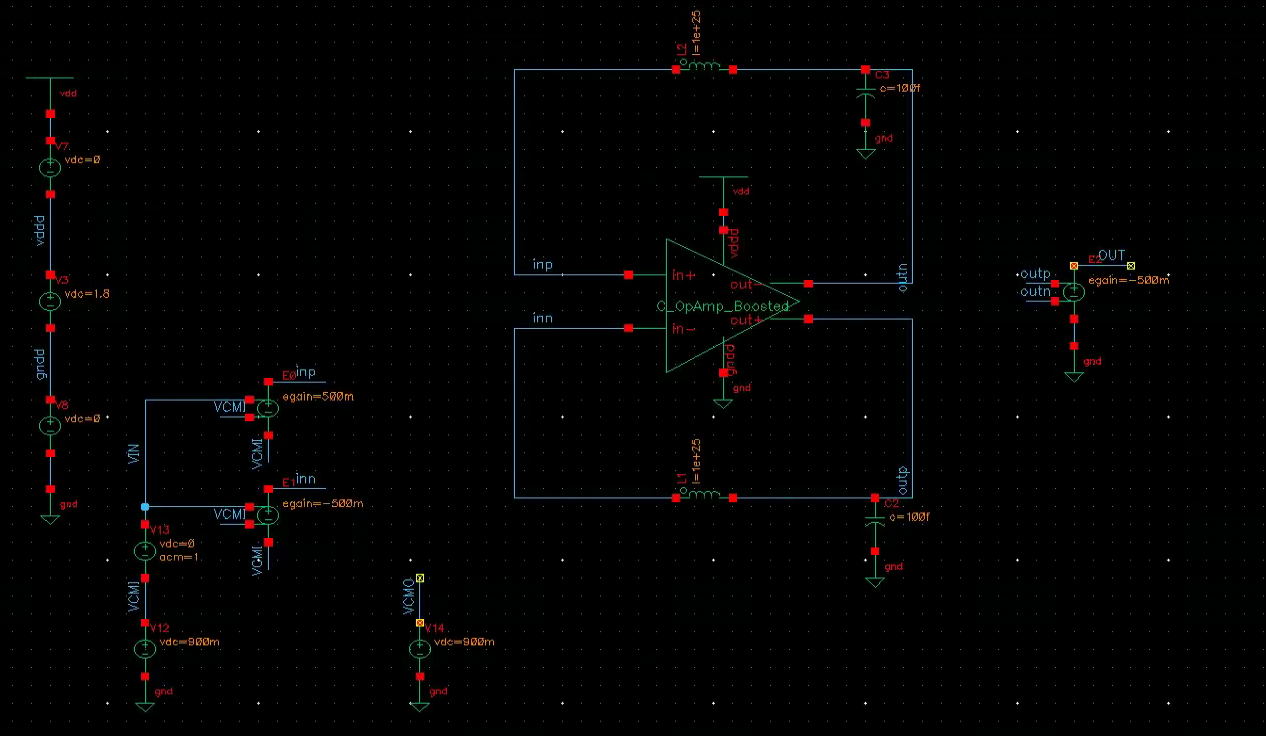 vdd
V7
vdc=0
vddd
V3
vdc=1.8
gndd
V8
vdc=0
gnd
VIN
E0
inp
egain=500m
VCMI
VCMI
E1
inn
egain=-500m
VCMI
VCMI
V13
vdc=0
acm=1
VCMI
V12
vdc=900m
gnd
VCMO
V14
vdc=900m
gnd
L2
l=1e+25
C3
c=100f
gnd
vdd
vddd
inp
in+
out-
outn
C_OpAmp_Boosted
inn
in-
out+
gndd
gnd
outp
L1
l=1e+25
C2
c=100f
gnd
OUT
E2
outp
egain=-500m
outn
gnd